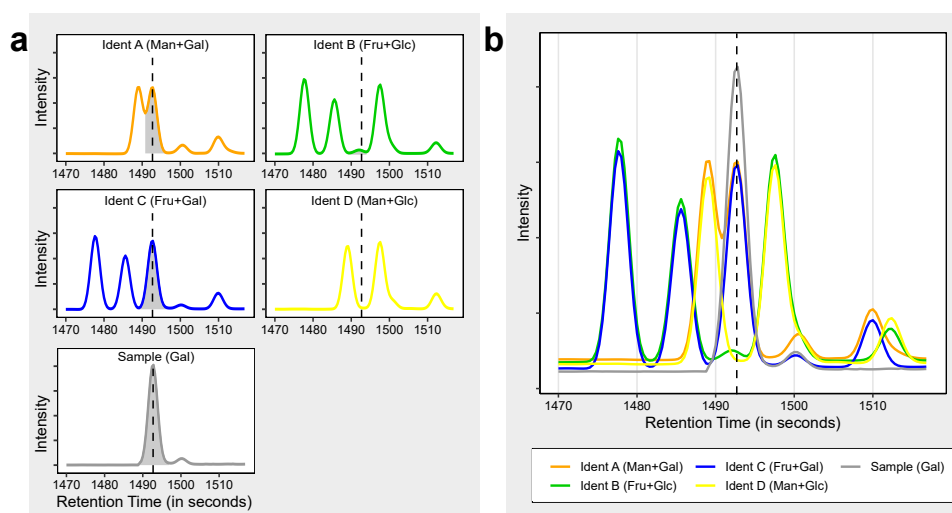 a
Ident A (Man+Gal)
Intensity
1470 1480 1490 1500 1510
Ident B (Fru+Glc)
1470 1480 1490 1500 1510
Ident C (Fru+Gal)
Intensity
1470 1480 1490 1500 1510
Ident D (Man+Glc)
1470 1480 1490 1500 1510
Sample (Gal)
Intensity
1470 1480 1490 1500 1510
Retention Time (in seconds)
b
Intensity
1470 1480 1490 1500 1510
Retention Time (in seconds)
Ident A (Man+Gal) Ident C (Fru+Gal) Sample (Gal)
Ident B (Fru+Glc) Ident D (Man+Glc)